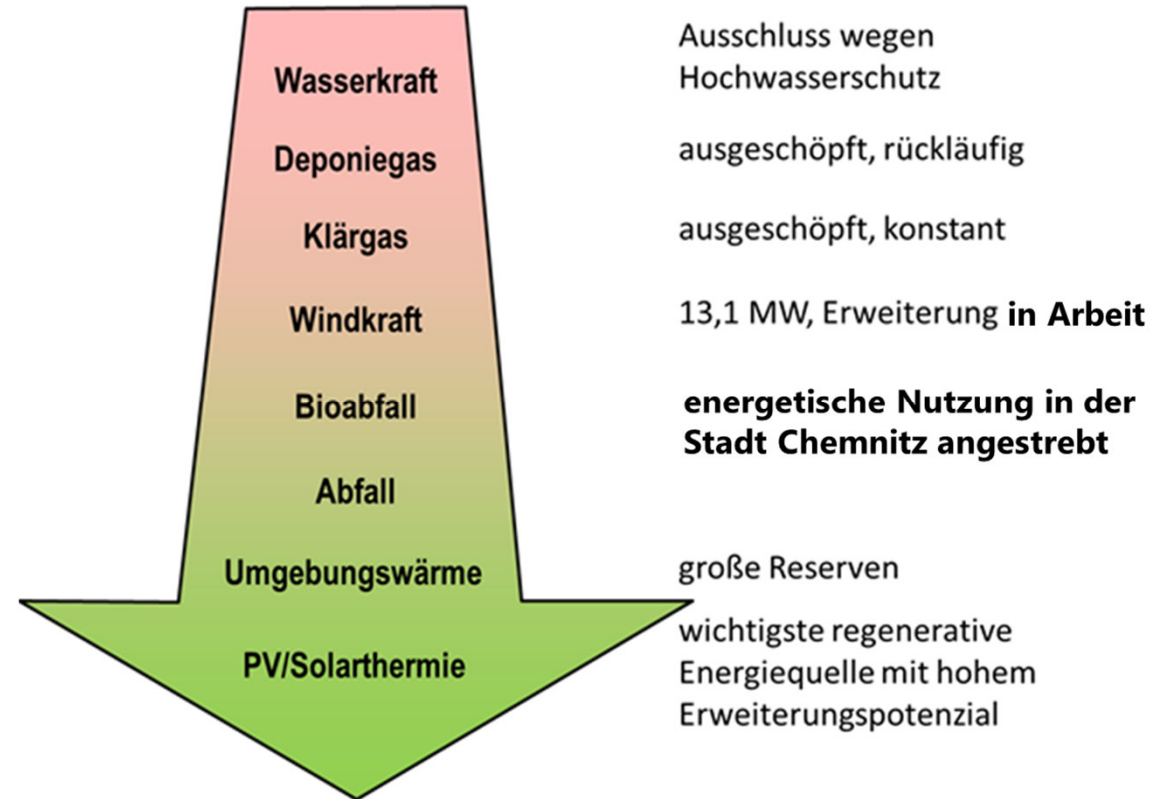 Wasserkraft
Ausschluss wegen
Hochwasserschutz
Deponiegas
ausgeschöpft, rückläufig
Klärgas
ausgeschöpft, konstant
Windkraft
13,1 MW, Erweiterung in Arbeit
Bioabfall
energetische Nutzung in der
Stadt Chemnitz angestrebt
Abfall
Umgebungswärme
große Reserven
PV/Solarthermie
wichtigste regenerative
Energiequelle mit hohem
Erweiterungspotenzial